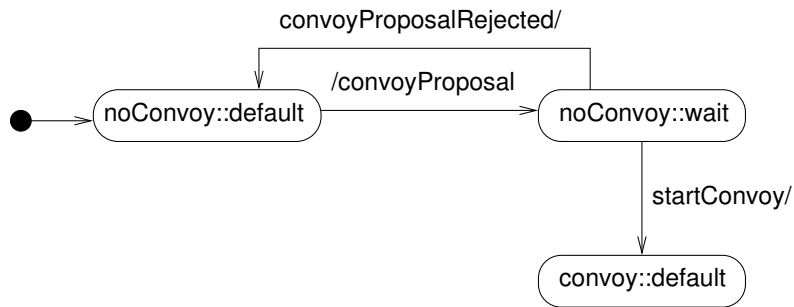 convoyProposalRejected/
/convoyProposal
noConvoy::default
noConvoy::wait
startConvoy/
convoy::default